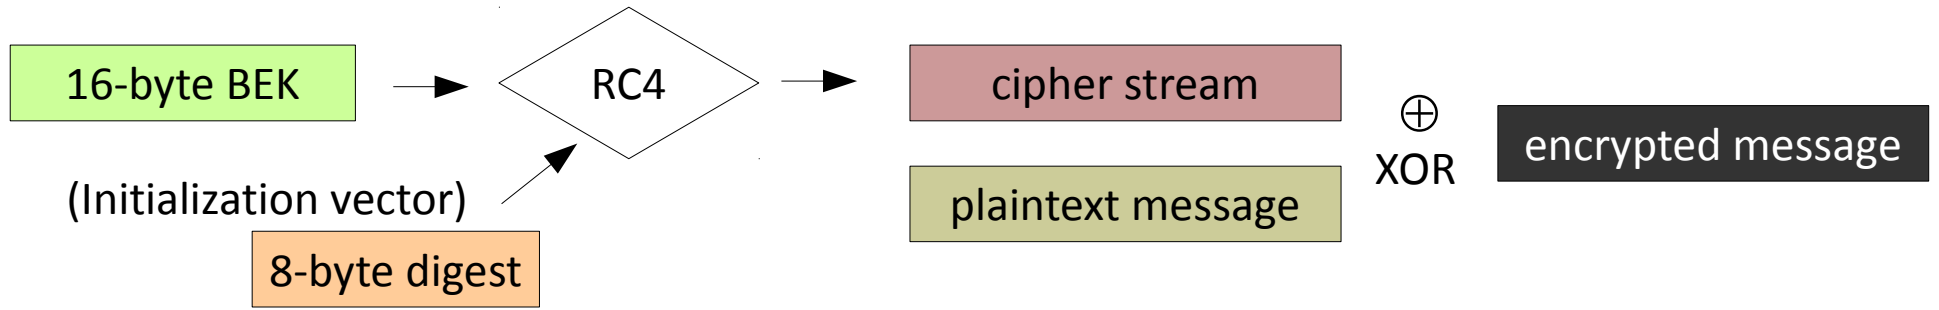 16-byte BEK
RC4
cipher stream
⊕
XOR
encrypted message
(Initialization vector)
plaintext message
8-byte digest